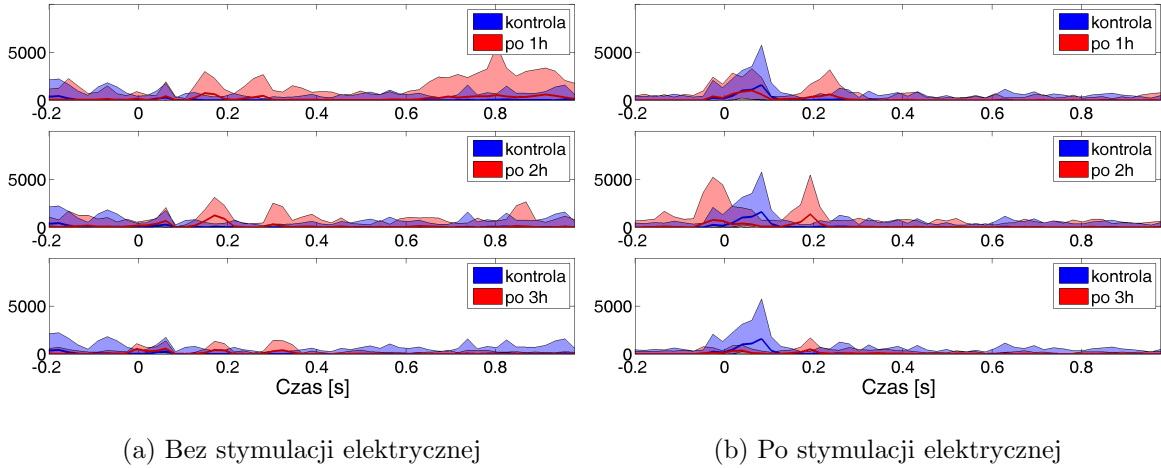 kontrola
po 1h
5000
0
-0.2 0 0.2 0.4 0.6 0.8
kontrola
po 2h
5000
0
-0.2 0 0.2 0.4 0.6 0.8
kontrola
po 3h
5000
0
-0.2 0 0.2 0.4 0.6 0.8
Czas [s]
(a) Bez stymulacji elektrycznej
kontrola
po 1h
5000
0
-0.2 0 0.2 0.4 0.6 0.8
kontrola
po 2h
5000
0
-0.2 0 0.2 0.4 0.6 0.8
kontrola
po 3h
5000
0
-0.2 0 0.2 0.4 0.6 0.8
Czas [s]
(b) Po stymulacji elektrycznej